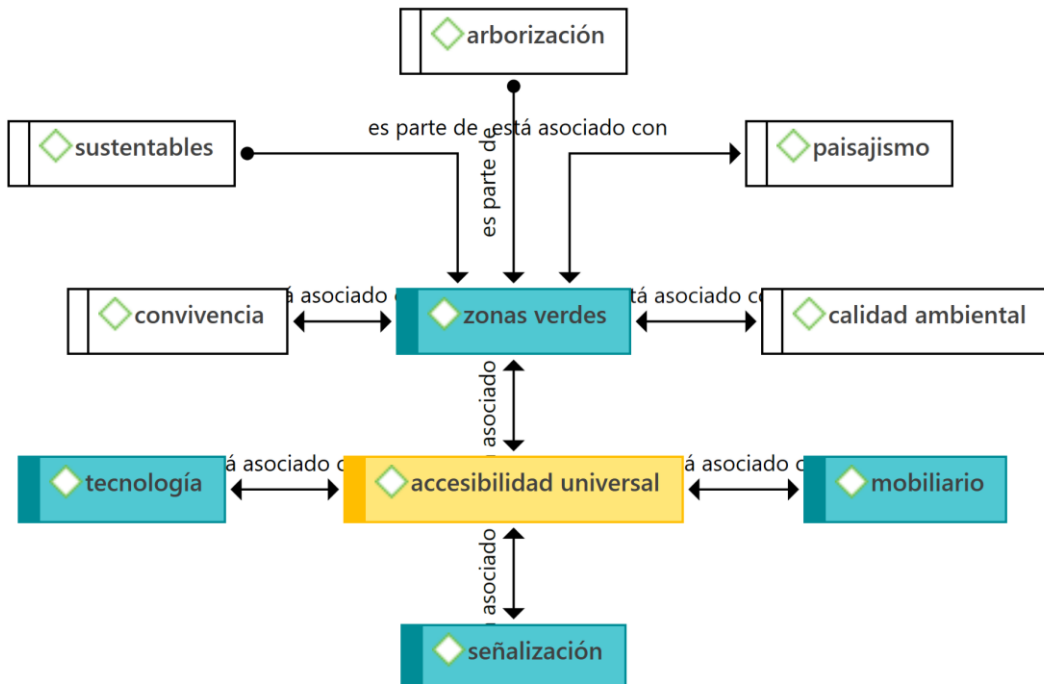 arborización
es parte de
está asociado con
es parte de
sustentables
paisajismo
á asociado
tá asociado co
convivencia
zonas verdes
calidad ambiental
asociado
á asociado c
á asociado c
tecnología
accesibilidad universal
mobiliario
asociado
señalización